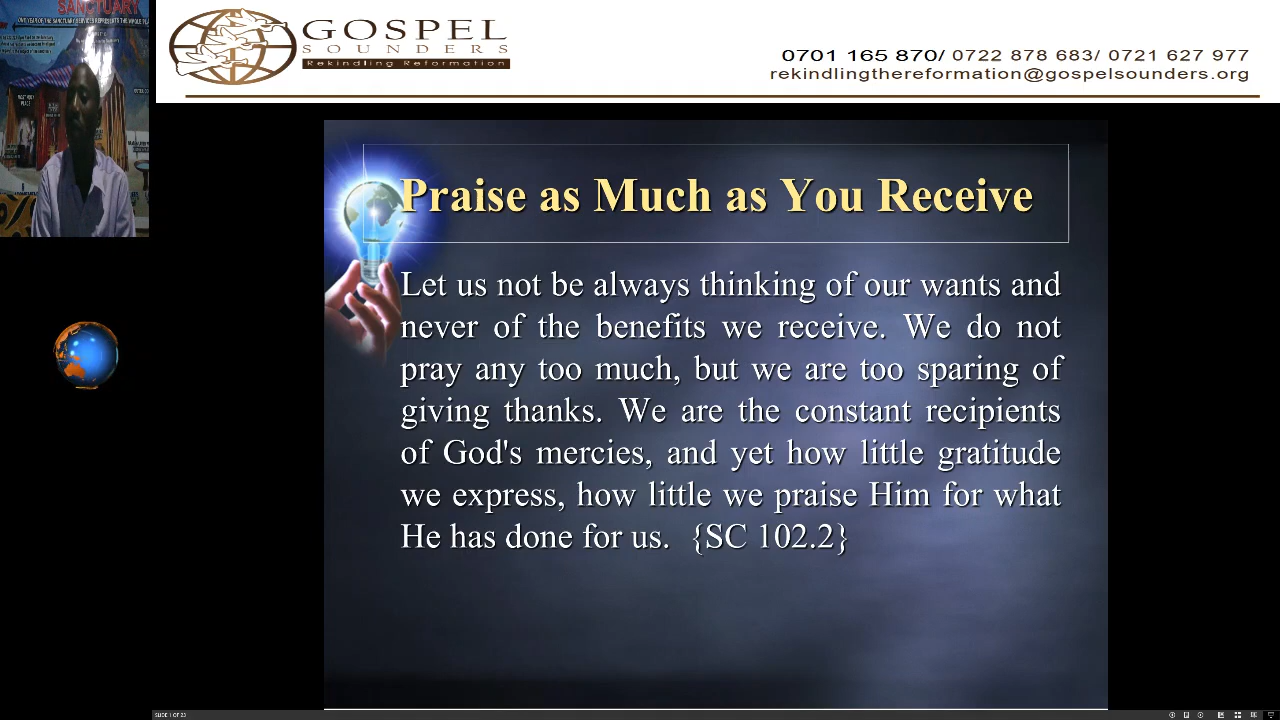 SANCTUARY
GOSPEL
SOUNDERS
Rekindling Reformation
0701 165 870/ 0722 878 683/ 0721 627 977
rekindlingthereformation@gospelsounders.org
Praise as Much as You Receive
Let us not be always thinking of our wants and
never of the benefits we receive. We do not
pray any too much, but we are too sparing of
giving thanks. We are the constant recipients
of God's mercies, and yet how little gratitude
we express, how little we praise Him for what
He has done for us. {SC 102.2}
SLIDE 1 OF 23